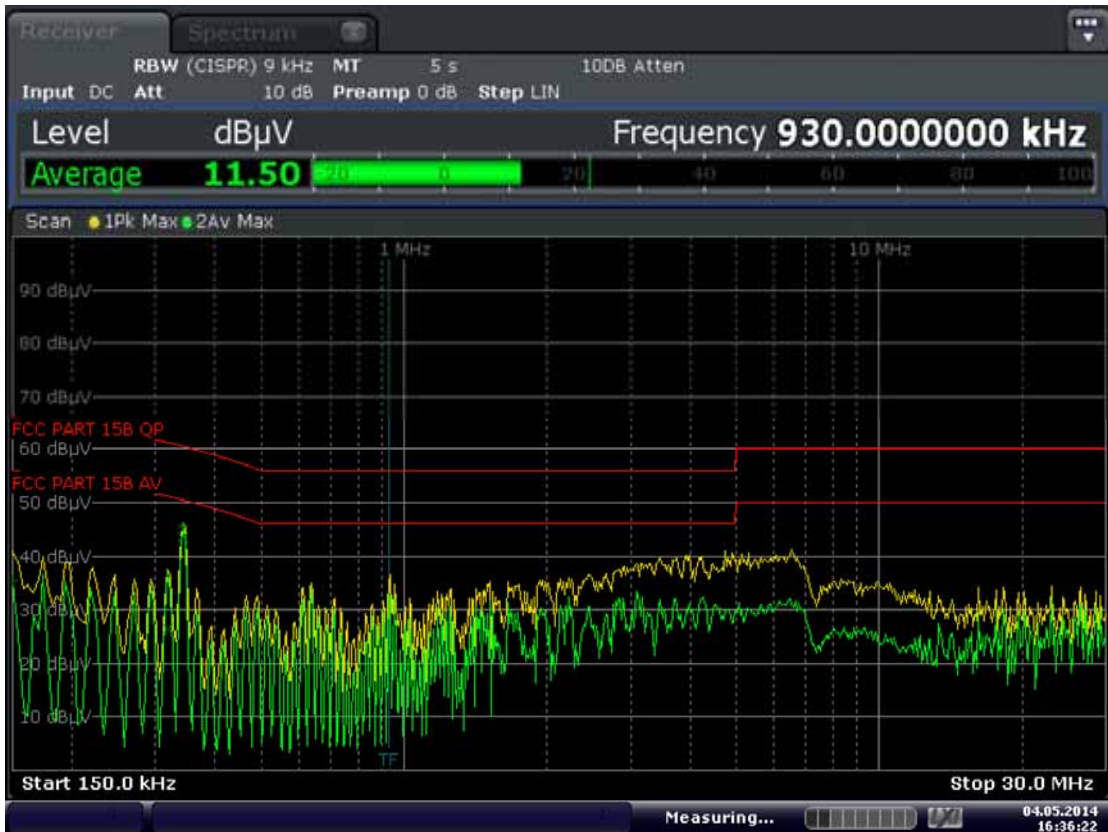 Receiver Spectrum
RBW (CISPR) 9 kHz MT 5 s 10DB Atten
Input DC Att 10 dB Preamp 0 dB Step LIN
Level dBµV Frequency 930.0000000 kHz
Average 11.50 -20 0 20 40 60 80 100
Scan 1Pk Max 2Av Max
1 MHz 10 MHz
90 dBµV
80 dBµV
70 dBµV
FCC PART 15B QP
60 dBµV
FCC PART 15B AV
50 dBµV
40 dBµV
30 dBµV
20 dBµV
10 dBµV
TF
Start 150.0 kHz Stop 30.0 MHz
Measuring... LXI 04.05.2014
16:36:22